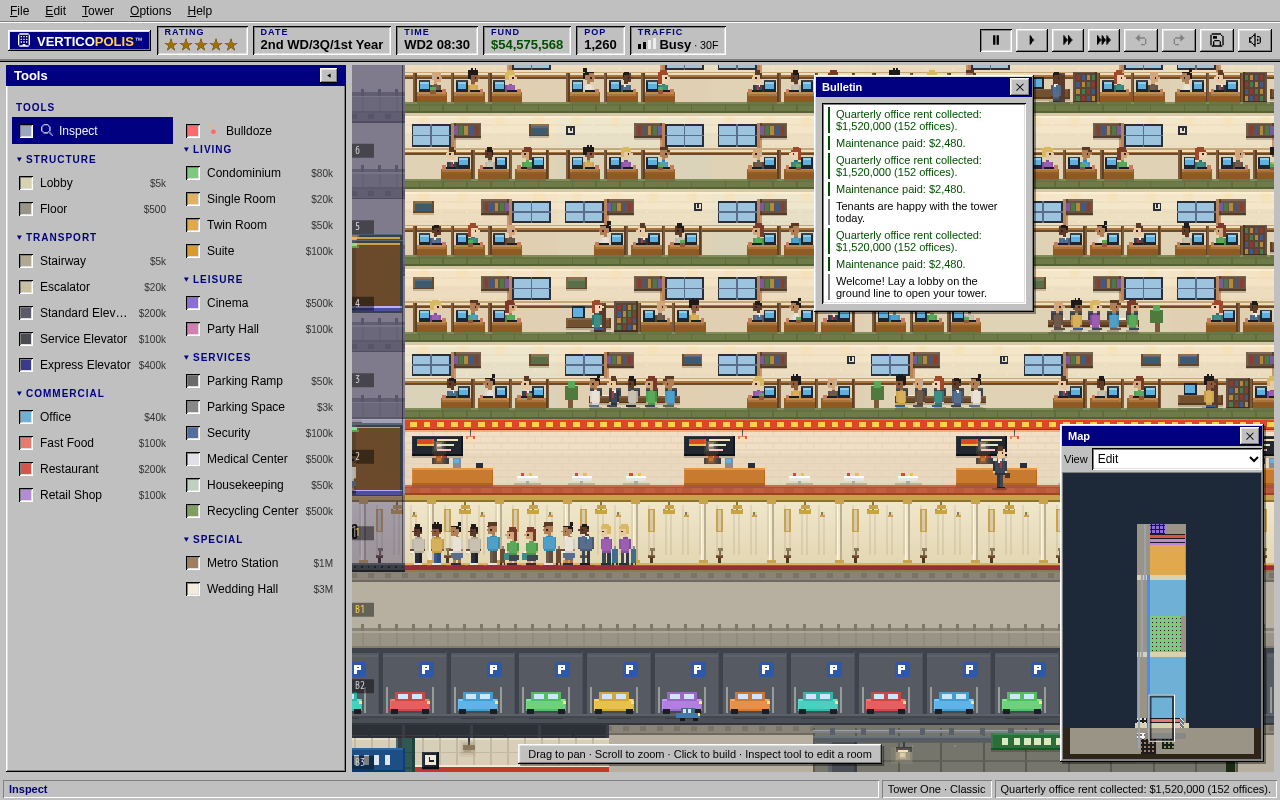 File Edit Tower Options Help
VERTICOPOLIS™
RATING
DATE
2nd WD/3Q/1st Year
TIME
WD2 08:30
FUND
$54,575,568
POP
1,260
TRAFFIC
Busy · 30F
Tools
TOOLS
Inspect
Bulldoze
STRUCTURE
Lobby $5k
Floor $500
TRANSPORT
Stairway $5k
Escalator $20k
Standard Elev… $200k
Service Elevator $100k
Express Elevator $400k
COMMERCIAL
Office $40k
Fast Food $100k
Restaurant $200k
Retail Shop $100k
LIVING
Condominium $80k
Single Room $20k
Twin Room $50k
Suite $100k
LEISURE
Cinema $500k
Party Hall $100k
SERVICES
Parking Ramp $50k
Parking Space $3k
Security $100k
Medical Center $500k
Housekeeping $50k
Recycling Center $500k
SPECIAL
Metro Station $1M
Wedding Hall $3M
6
5
4
3
2
B1
B2
B3
P P P P P P P P P P P
Bulletin
Quarterly office rent collected:
$1,520,000 (152 offices).
Maintenance paid: $2,480.
Quarterly office rent collected:
$1,520,000 (152 offices).
Maintenance paid: $2,480.
Tenants are happy with the tower
today.
Quarterly office rent collected:
$1,520,000 (152 offices).
Maintenance paid: $2,480.
Welcome! Lay a lobby on the
ground line to open your tower.
Map
View Edit
Drag to pan · Scroll to zoom · Click to build · Inspect tool to edit a room
Inspect
Tower One · Classic
Quarterly office rent collected: $1,520,000 (152 offices).